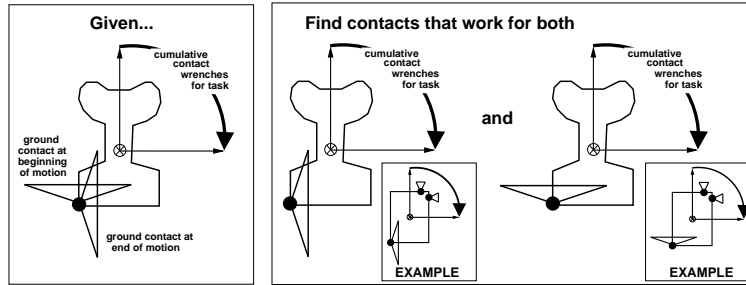 Given...
cumulative
contact
wrenches
for task
ground
contact at
beginning
of motion
ground contact at
end of motion
Find contacts that work for both
cumulative
contact
wrenches
for task
EXAMPLE
and
cumulative
contact
wrenches
for task
EXAMPLE